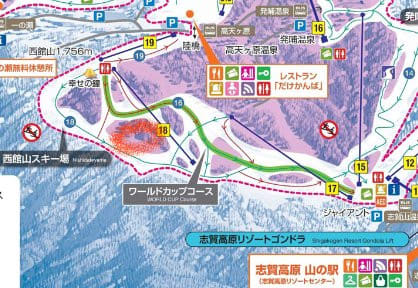 一の瀬
P
P
陸橋
高天ヶ原
高天ヶ原温泉
発哺温泉
発哺温泉
P
西館山1,756m
19
19
の瀬無料休憩所
幸せの鐘
レストラン
「だけかんば」
16
16
18
18
西館山スキー場
Nishidateyama
ワールドカップコース
WORLD CUP Course
15
12
17
AED
ジャイアント
志賀高原リゾートゴンドラ
Shigakogen Resort Gondola Lift
志賀高原 山の駅
(志賀高原リゾートセンター)